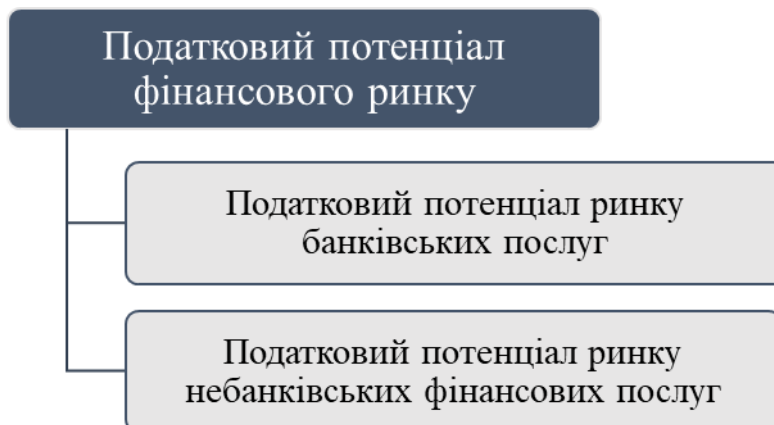 Податковий потенціал
фінансового ринку
Податковий потенціал ринку
банківських послуг
Податковий потенціал ринку
небанківських фінансових послуг